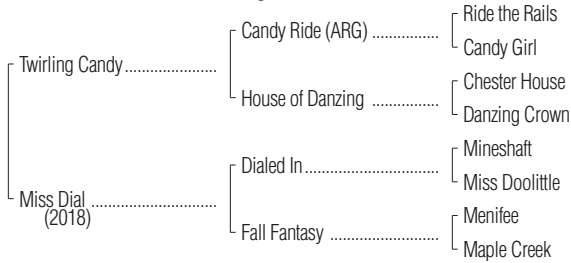 Ride the Rails
Candy Ride (ARG) ................
Candy Girl
Twirling Candy ......................
Chester House
House of Danzing ................
Danzing Crown
Mineshaft
Dialed In................................
Miss Doolittle
Miss Dial ..............................
(2018)
Menifee
Fall Fantasy ..........................
Maple Creek